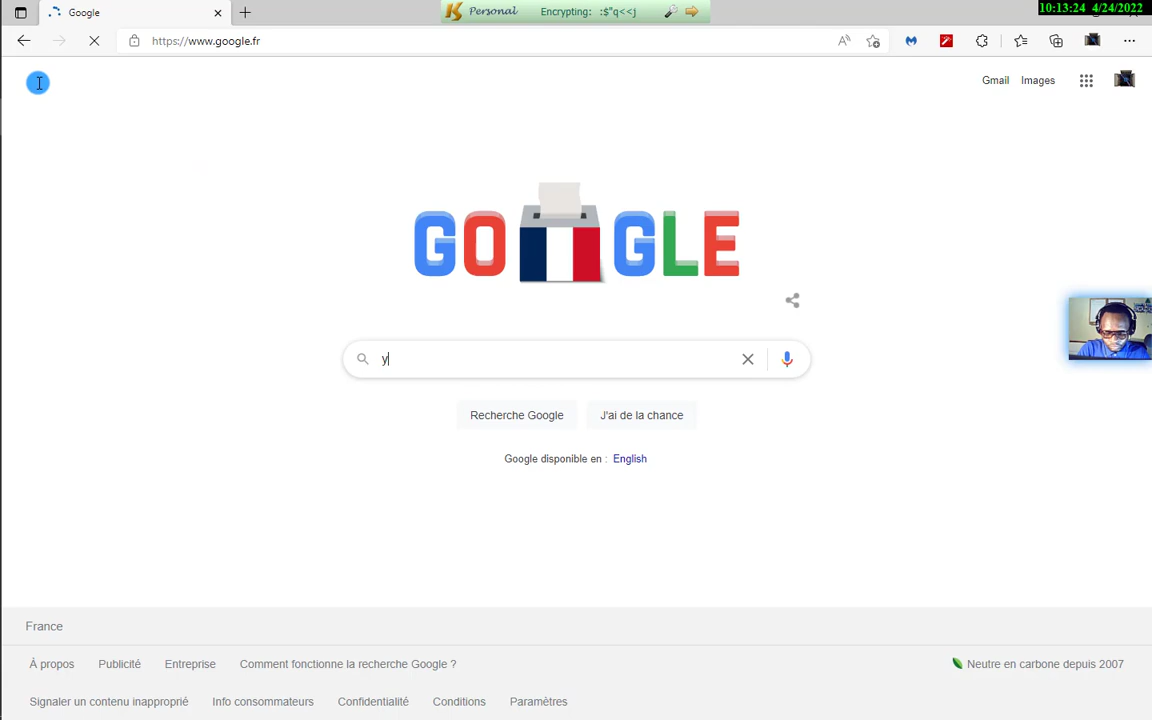 Google
Personal
Encrypting: :$"q<<j
10:13:24 4/24/2022
https://www.google.fr
Gmail Images
GOOGLE
y
Recherche Google J'ai de la chance
Google disponible en : English
France
À propos Publicité Entreprise Comment fonctionne la recherche Google ? Neutre en carbone depuis 2007
Signaler un contenu inapproprié Info consommateurs Confidentialité Conditions Paramètres